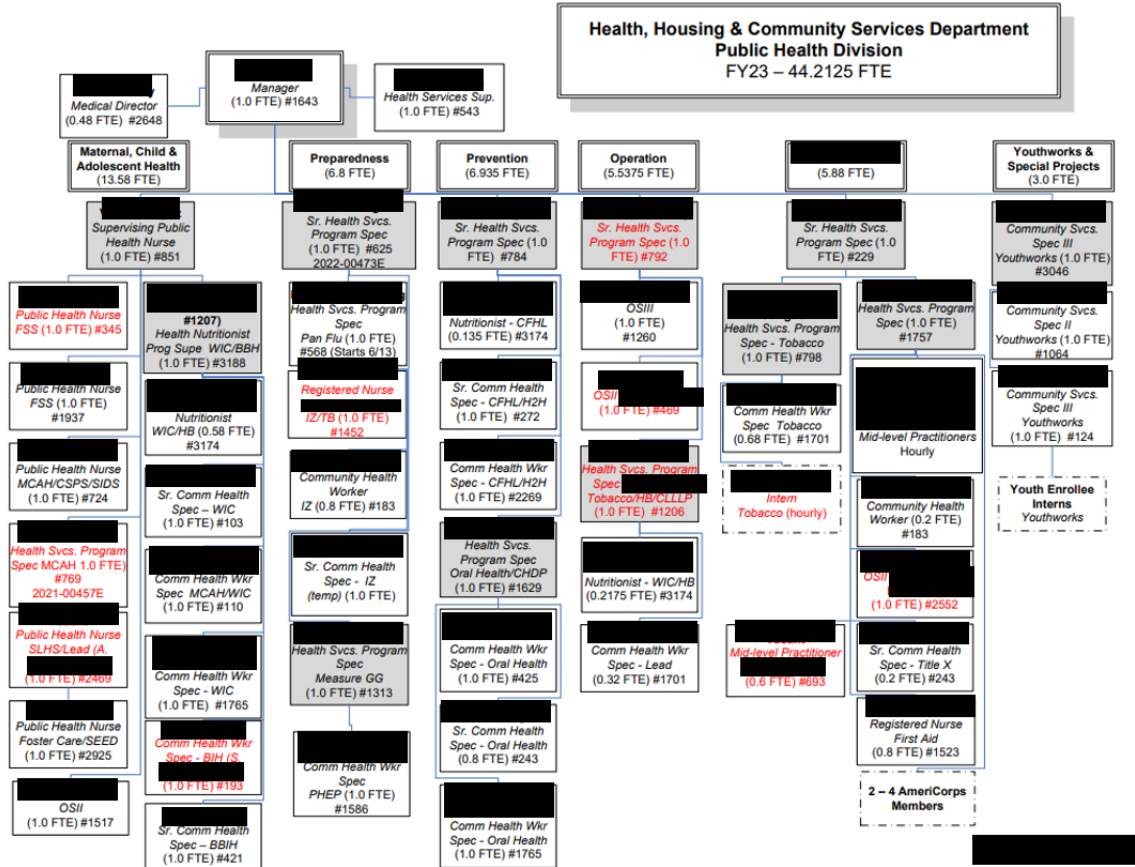 Health, Housing & Community Services Department
Public Health Division
FY23 – 44.2125 FTE
Manager
(1.0 FTE) #1643
Medical Director
(0.48 FTE) #2648
Health Services Sup.
(1.0 FTE) #543
Maternal, Child &
Adolescent Health
(13.58 FTE)
Preparedness
(6.8 FTE)
Prevention
(6.935 FTE)
Operation
(5.5375 FTE)
(5.88 FTE)
Youthworks &
Special Projects
(3.0 FTE)
Supervising Public
Health Nurse
(1.0 FTE) #851
Public Health Nurse
FSS (1.0 FTE) #345
Public Health Nurse
FSS (1.0 FTE)
#1937
Public Health Nurse
MCAH/CSPS/SIDS
(1.0 FTE) #724
Health Svcs. Program
Spec MCAH 1.0 FTE)
#769
2021-00457E
Public Health Nurse
SLHS/Lead (A.
(1.0 FTE) #2469
Public Health Nurse
Foster Care/SEED
(1.0 FTE) #2925
OSII
(1.0 FTE) #1517
#1207)
Health Nutritionist
Prog Supe WIC/BBH
(1.0 FTE) #3188
Nutritionist
WIC/HB (0.58 FTE)
#3174
Sr. Comm Health
Spec – WIC
(1.0 FTE) #103
Comm Health Wkr
Spec MCAH/WIC
(1.0 FTE) #110
Comm Health Wkr
Spec - WIC
(1.0 FTE) #1765
Comm Health Wkr
Spec - BIH (S.
(1.0 FTE) #193
Sr. Comm Health
Spec – BBIH
(1.0 FTE) #421
Sr. Health Svcs.
Program Spec
(1.0 FTE) #625
2022-00473E
Health Svcs. Program
Spec
Pan Flu (1.0 FTE)
#568 (Starts 6/13)
Registered Nurse
IZ/TB (1.0 FTE)
#1452
Community Health
Worker
IZ (0.8 FTE) #183
Sr. Comm Health
Spec - IZ
(temp) (1.0 FTE)
Health Svcs. Program
Spec
Measure GG
(1.0 FTE) #1313
Comm Health Wkr
Spec
PHEP (1.0 FTE)
#1586
Sr. Health Svcs.
Program Spec (1.0
FTE) #784
Nutritionist - CFHL
(0.135 FTE) #3174
Sr. Comm Health
Spec - CFHL/H2H
(1.0 FTE) #272
Comm Health Wkr
Spec - CFHL/H2H
(1.0 FTE) #2269
Health Svcs.
Program Spec
Oral Health/CHDP
(1.0 FTE) #1629
Comm Health Wkr
Spec - Oral Health
(1.0 FTE) #425
Sr. Comm Health
Spec - Oral Health
(0.8 FTE) #243
Comm Health Wkr
Spec - Oral Health
(1.0 FTE) #1765
Sr. Health Svcs.
Program Spec (1.0
FTE) #792
OSIII
(1.0 FTE)
#1260
OSII
(1.0 FTE) #469
Health Svcs. Program
Spec
Tobacco/HB/CLLLP
(1.0 FTE) #1206
Nutritionist - WIC/HB
(0.2175 FTE) #3174
Comm Health Wkr
Spec - Lead
(0.32 FTE) #1701
Sr. Health Svcs.
Program Spec (1.0
FTE) #229
Health Svcs. Program
Spec - Tobacco
(1.0 FTE) #798
Comm Health Wkr
Spec Tobacco
(0.68 FTE) #1701
Intern
Tobacco (hourly)
Mid-level Practitioner
(0.6 FTE) #693
Health Svcs. Program
Spec (1.0 FTE)
#1757
Mid-level Practitioners
Hourly
Community Health
Worker (0.2 FTE)
#183
OSII
(1.0 FTE) #2552
Sr. Comm Health
Spec - Title X
(0.2 FTE) #243
Registered Nurse
First Aid
(0.8 FTE) #1523
2 – 4 AmeriCorps
Members
Community Svcs.
Spec III
Youthworks (1.0 FTE)
#3046
Community Svcs.
Spec II
Youthworks (1.0 FTE)
#1064
Community Svcs.
Spec III
Youthworks
(1.0 FTE) #124
Youth Enrollee
Interns
Youthworks